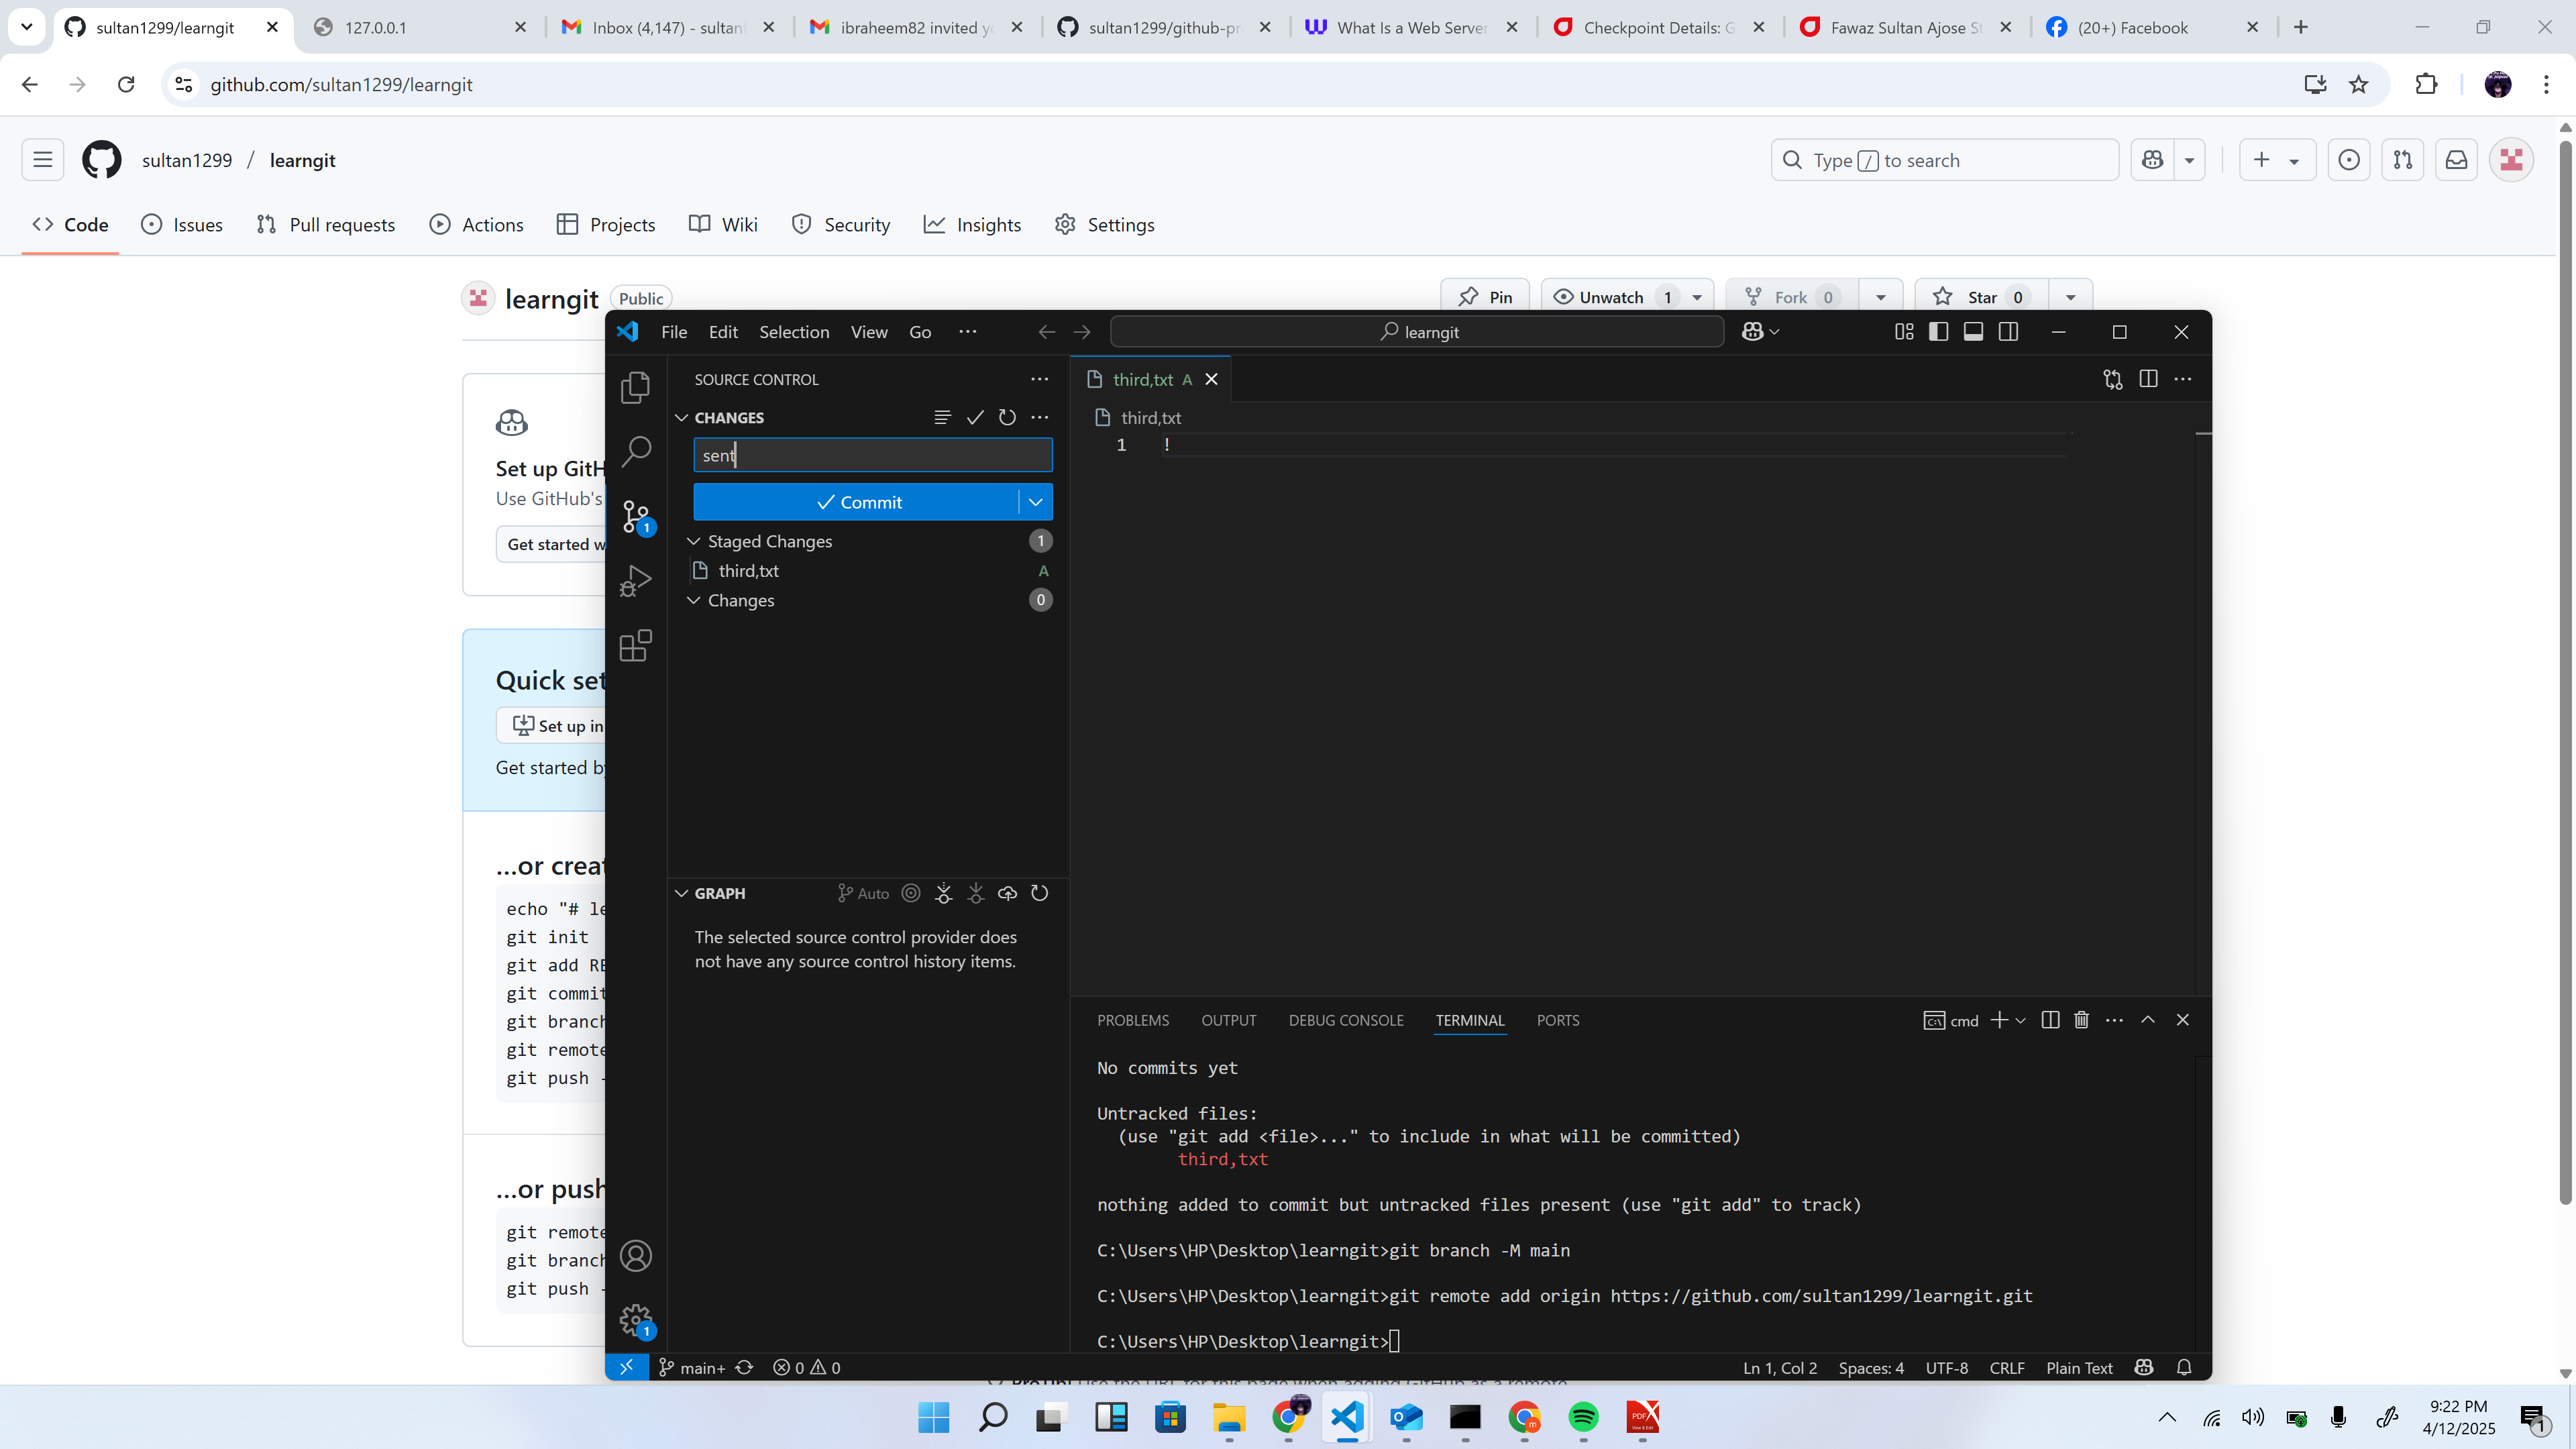 sultan1299/learngit
127.0.0.1
Inbox (4,147) - sultanf
ibraheem82 invited yo
sultan1299/github-pr
What Is a Web Server
Checkpoint Details: G
Fawaz Sultan Ajose St
(20+) Facebook
github.com/sultan1299/learngit
sultan1299 / learngit
Type / to search
Code
Issues
Pull requests
Actions
Projects
Wiki
Security
Insights
Settings
learngit Public
Pin
Unwatch 1
Fork 0
Star 0
Set up GitH
Use GitHub's
Get started w
Quick set
Set up in
Get started by
...or creat
echo "# le
git init
git add RE
git commit
git branch
git remote
git push -
...or push
git remote
git branch
git push -
File Edit Selection View Go ···
learngit
SOURCE CONTROL
CHANGES
sent
Commit
Staged Changes 1
third,txt A
Changes 0
GRAPH
Auto
The selected source control provider does
not have any source control history items.
third,txt A
third,txt
1 !
PROBLEMS OUTPUT DEBUG CONSOLE TERMINAL PORTS
cmd
No commits yet
Untracked files:
(use "git add <file>..." to include in what will be committed)
third,txt
nothing added to commit but untracked files present (use "git add" to track)
C:\Users\HP\Desktop\learngit>git branch -M main
C:\Users\HP\Desktop\learngit>git remote add origin https://github.com/sultan1299/learngit.git
C:\Users\HP\Desktop\learngit>
1
1
main+
0 0
Ln 1, Col 2
Spaces: 4
UTF-8
CRLF
Plain Text
9:22 PM
4/12/2025
1